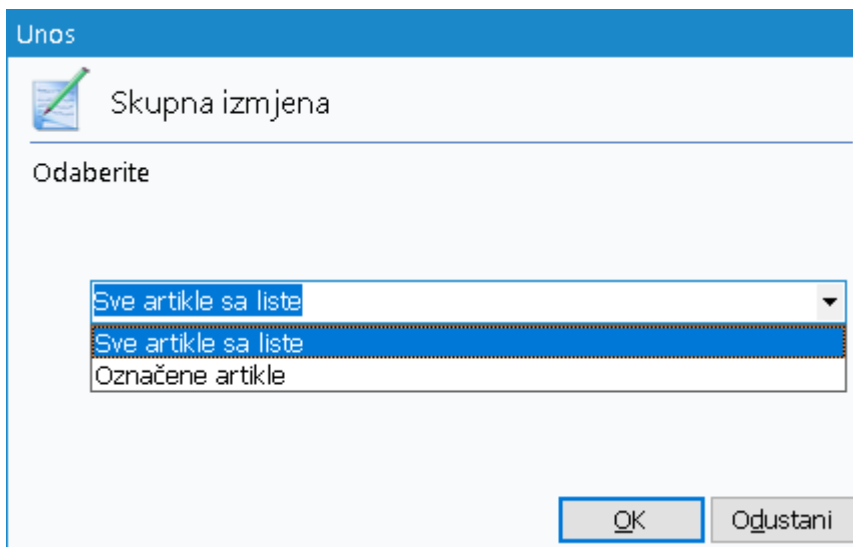 Unos
Skupna izmjena
Odaberite
Sve artikle sa liste
Sve artikle sa liste
Označene artikle
OK Odustani